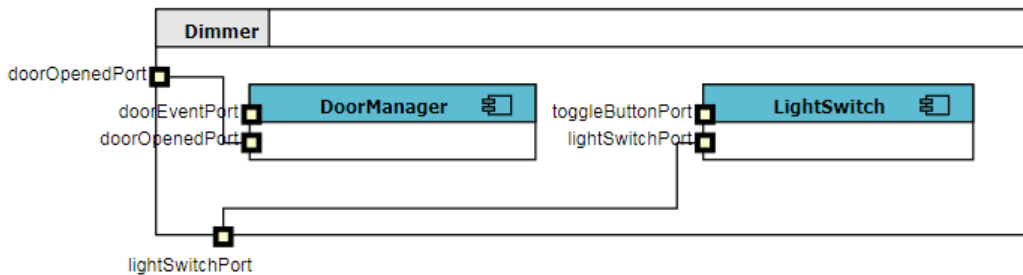 Dimmer
doorOpenedPort
doorEventPort
DoorManager
doorOpenedPort
toggleButtonPort
LightSwitch
lightSwitchPort
lightSwitchPort